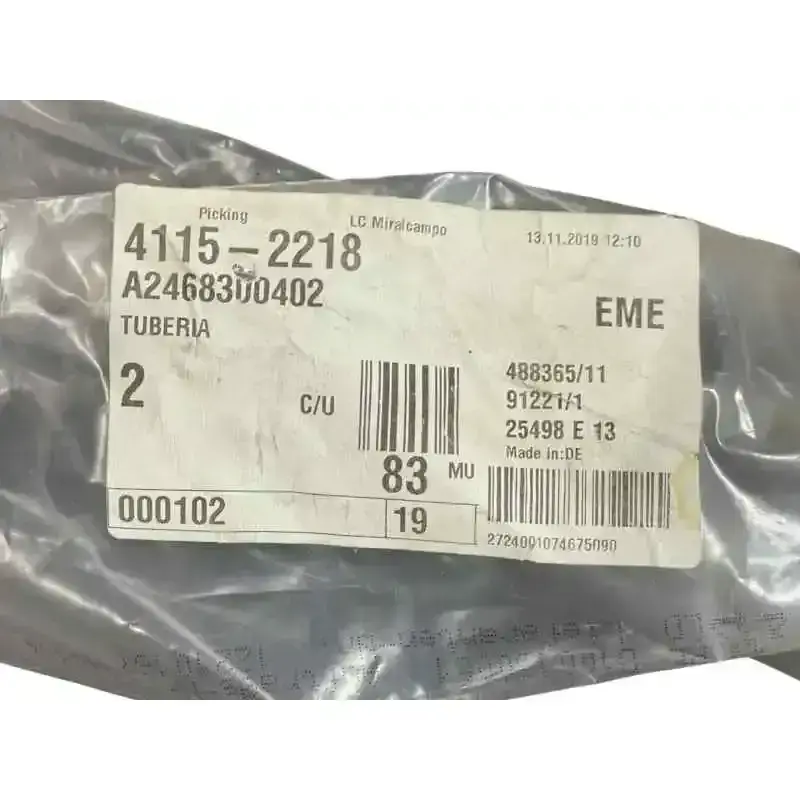 Picking LC Miralcampo 13.11.2019 12:10
4115-2218
A2468300402
EME
TUBERIA
2 C/U
488365/11
91221/1
25498 E 13
Made in:DE
83 MU
000102 19
2724001074675090